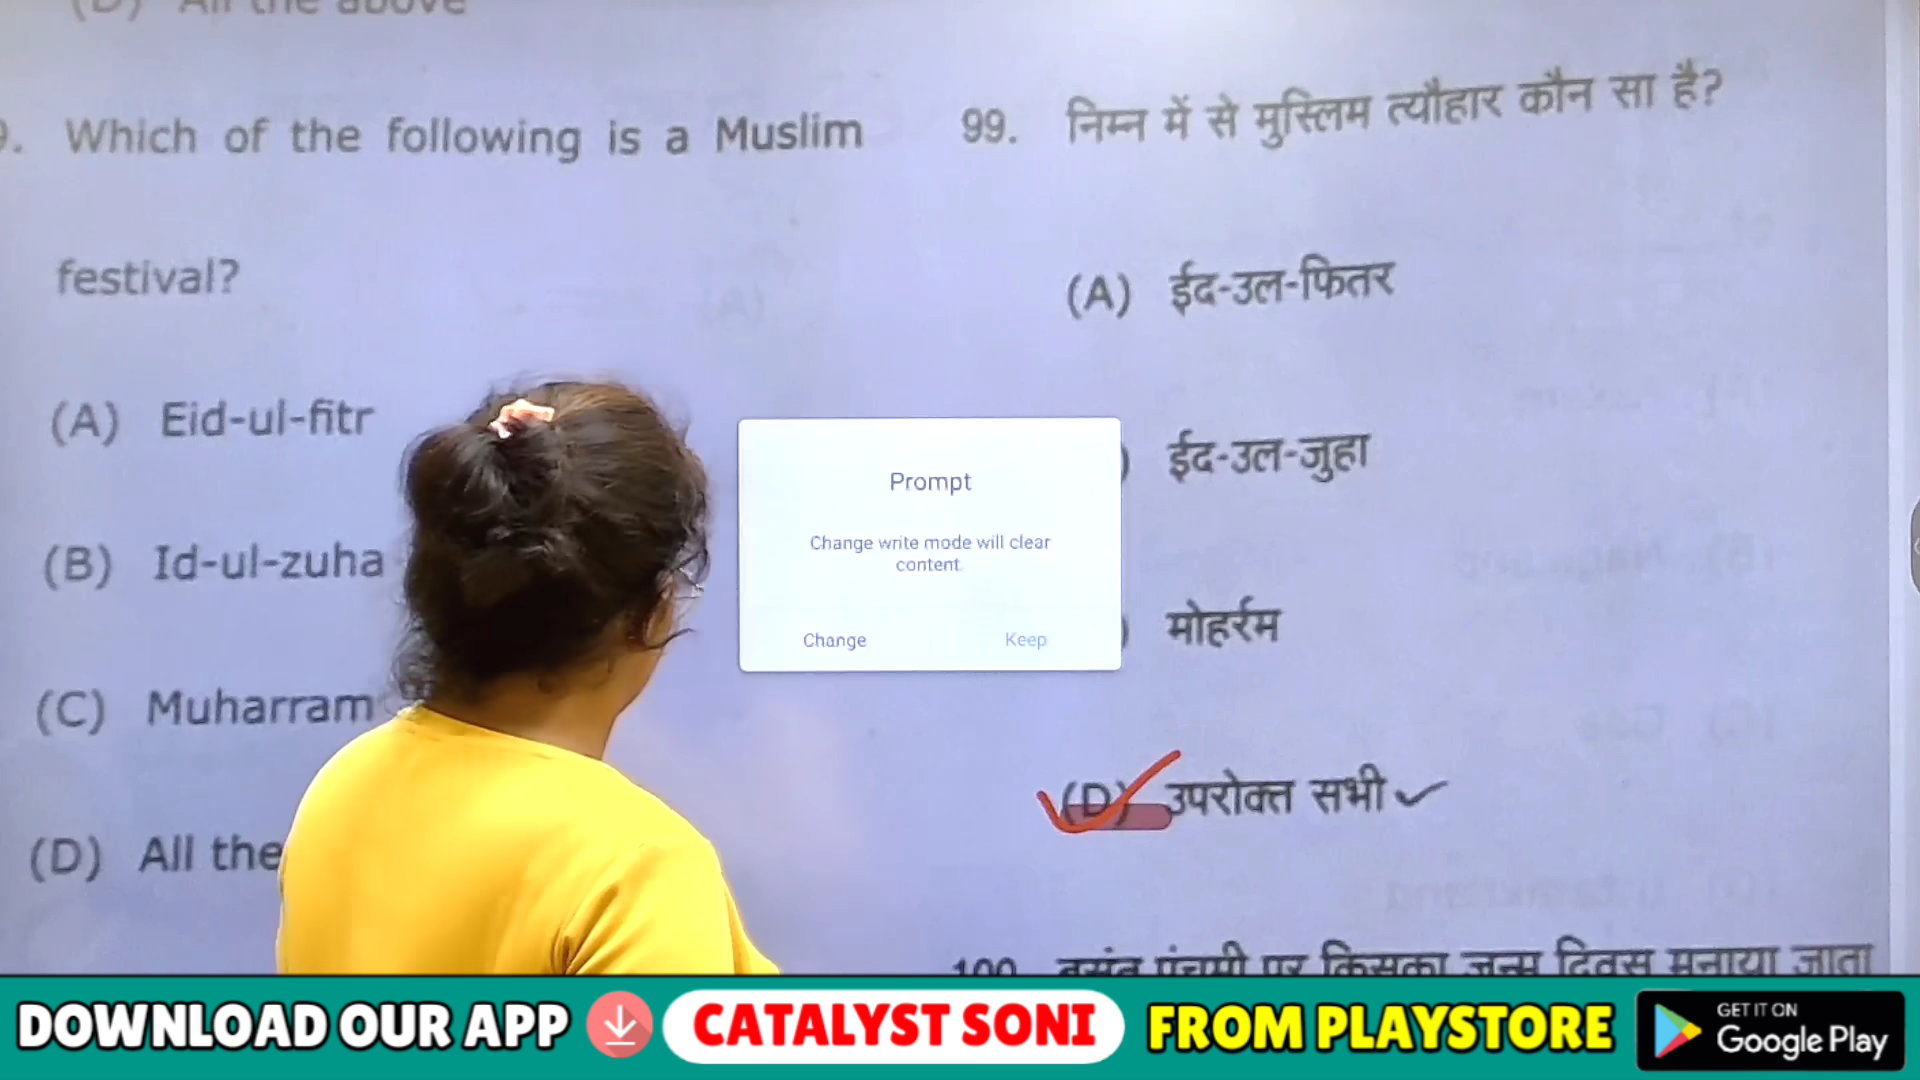 (D) All the above
9. Which of the following is a Muslim
festival?
(A) Eid-ul-fitr
(B) Id-ul-zuha
(C) Muharram
(D) All the
99. निम्न में से मुस्लिम त्यौहार कौन सा है?
(A) ईद-उल-फितर
) ईद-उल-जुहा
) मोहर्रम
(D) उपरोक्त सभी
100 वसंत पंचमी पर किसका जन्म दिवस मनाया जाता
Prompt
Change write mode will clear
content
Change Keep
DOWNLOAD OUR APP CATALYST SONI FROM PLAYSTORE
GET IT ON
Google Play